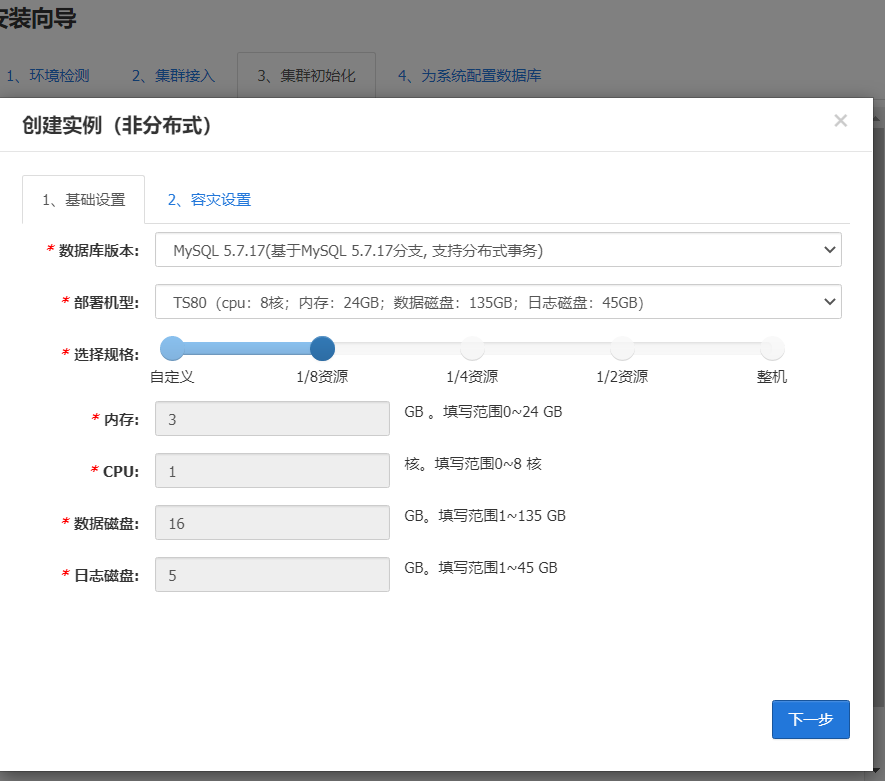 安装向导
1、环境检测 2、集群接入 3、集群初始化 4、为系统配置数据库
创建实例（非分布式） ×
1、基础设置 2、容灾设置
* 数据库版本: MySQL 5.7.17(基于MySQL 5.7.17分支, 支持分布式事务)
* 部署机型: TS80（cpu：8核；内存：24GB；数据磁盘：135GB；日志磁盘：45GB）
* 选择规格:
自定义 1/8资源 1/4资源 1/2资源 整机
* 内存: 3 GB 。填写范围0~24 GB
* CPU: 1 核。填写范围0~8 核
* 数据磁盘: 16 GB。填写范围1~135 GB
* 日志磁盘: 5 GB。填写范围1~45 GB
下一步